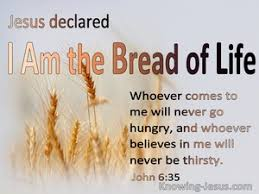 Jesus declared
I Am the Bread of Life
Whoever comes to
me will never go
hungry, and whoever
believes in me will
never be thirsty.
John 6:35
Knowing-Jesus.com